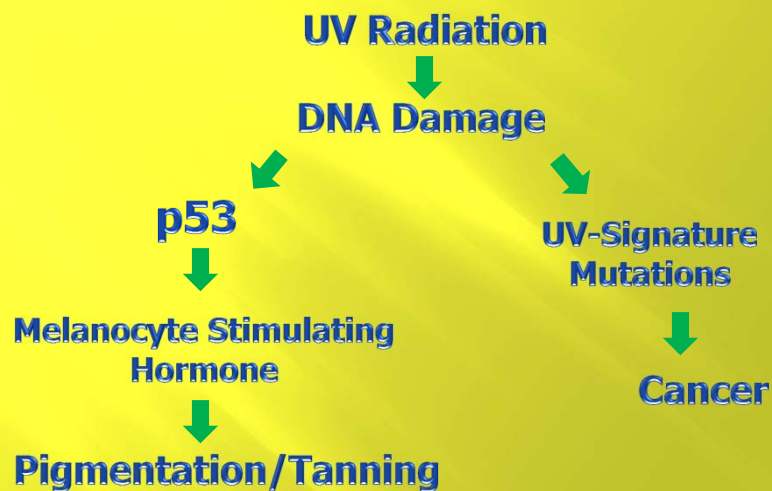 UV Radiation
DNA Damage
p53
UV-Signature
Mutations
Melanocyte Stimulating
Hormone
Cancer
Pigmentation/Tanning